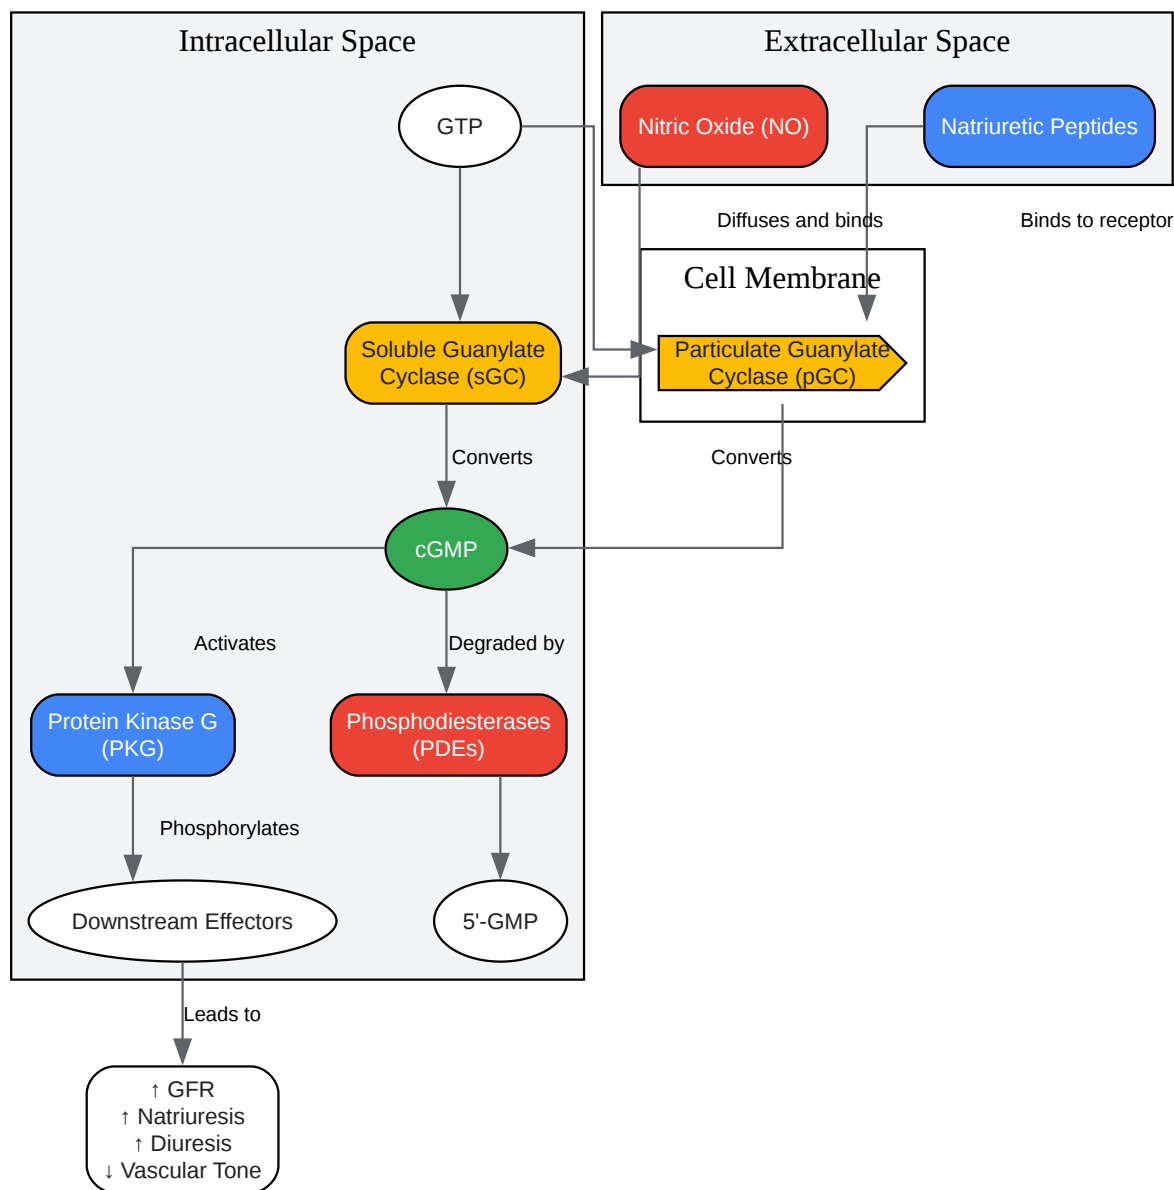 Intracellular Space
Extracellular Space
GTP
Nitric Oxide (NO)
Natriuretic Peptides
Diffuses and binds
Binds to receptor
Cell Membrane
Soluble Guanylate
Cyclase (sGC)
Particulate Guanylate
Cyclase (pGC)
Converts
Converts
cGMP
Activates
Degraded by
Protein Kinase G
(PKG)
Phosphodiesterases
(PDEs)
Phosphorylates
Downstream Effectors
5'-GMP
Leads to
↑ GFR
↑ Natriuresis
↑ Diuresis
↓ Vascular Tone